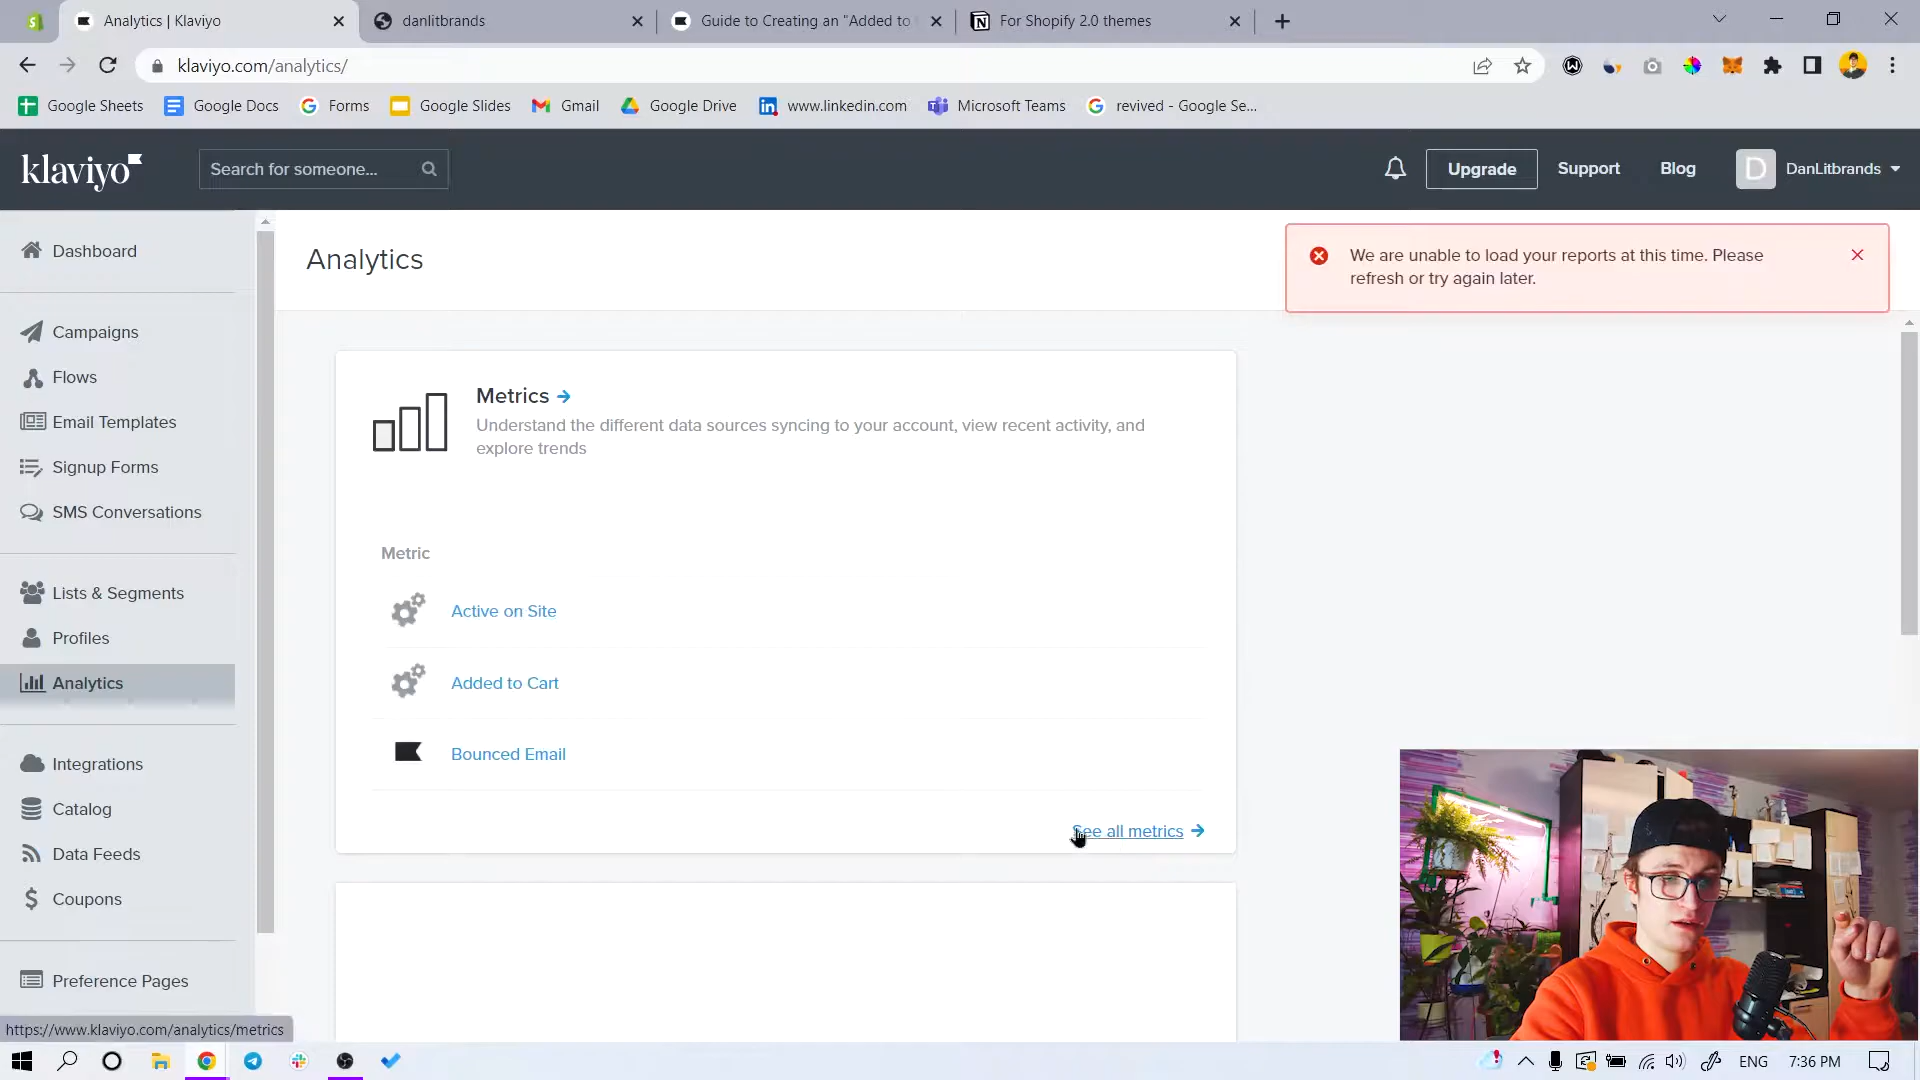 Analytics | Klaviyo
danlitbrands
Guide to Creating an "Added to
For Shopify 2.0 themes
klaviyo.com/analytics/
Google Sheets
Google Docs
Forms
Google Slides
Gmail
Google Drive
www.linkedin.com
Microsoft Teams
revived - Google Se...
klaviyo
Search for someone...
Upgrade
Support
Blog
D
DanLitbrands
Dashboard
Campaigns
Flows
Email Templates
Signup Forms
SMS Conversations
Lists & Segments
Profiles
Analytics
Integrations
Catalog
Data Feeds
Coupons
Preference Pages
https://www.klaviyo.com/analytics/metrics
Analytics
We are unable to load your reports at this time. Please
refresh or try again later.
Metrics
Understand the different data sources syncing to your account, view recent activity, and
explore trends
Metric
Active on Site
Added to Cart
Bounced Email
See all metrics
ENG
7:36 PM